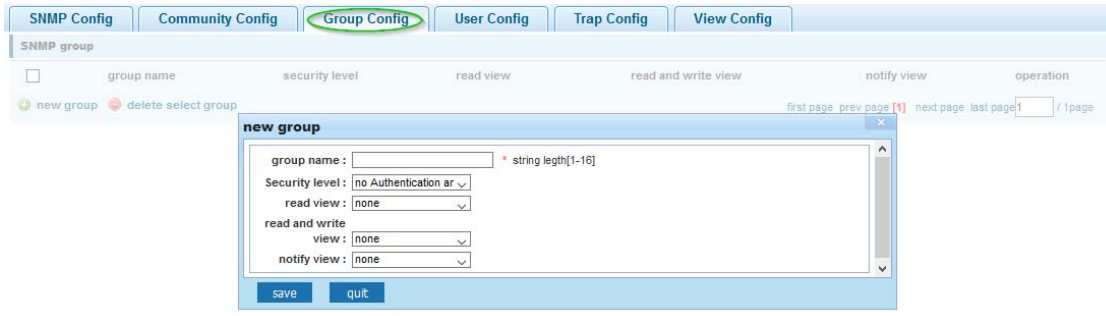 SNMP Config Community Config Group Config User Config Trap Config View Config
SNMP group
group name security level read view read and write view notify view operation
new group delete select group first page prev page [1] next page last page 1 / 1page
new group
group name : * string legth[1-16]
Security level : no Authentication ar
read view : none
read and write
view : none
notify view : none
save quit